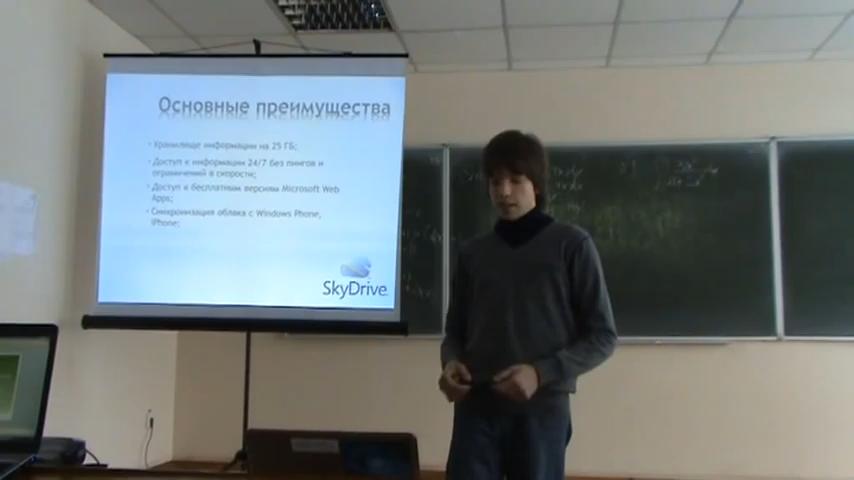 Основные преимущества
• Хранилище информации на 25 ГБ;
• Доступ к информации 24/7 без пингов и
ограничений в скорости;
• Доступ к бесплатным версиям Microsoft Web
Apps;
• Синхронизация облака с Windows Phone,
iPhone;
SkyDrive